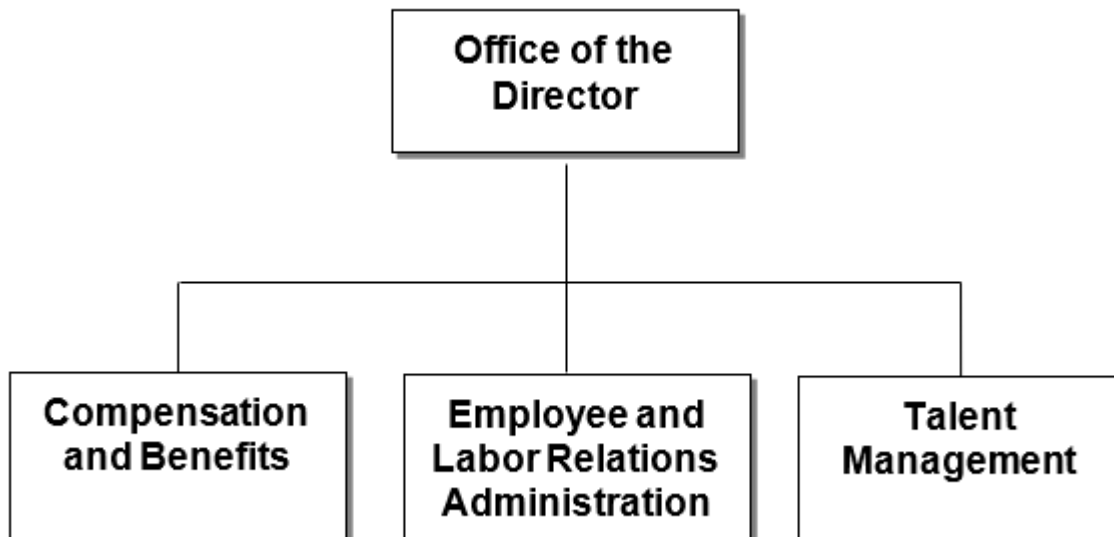 Office of the
Director
Compensation
and Benefits
Employee and
Labor Relations
Administration
Talent
Management